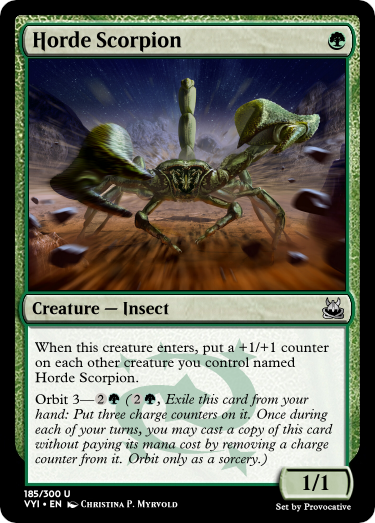 Horde Scorpion
Creature — Insect
When this creature enters, put a +1/+1 counter
on each other creature you control named
Horde Scorpion.
Orbit 3—2 ( 2 , Exile this card from your
hand: Put three charge counters on it. Once during
each of your turns, you may cast a copy of this card
without paying its mana cost by removing a charge
counter from it. Orbit only as a sorcery.)
1/1
185/300 U
VYI • EN Christina P. Myrvold
Set by Provocative